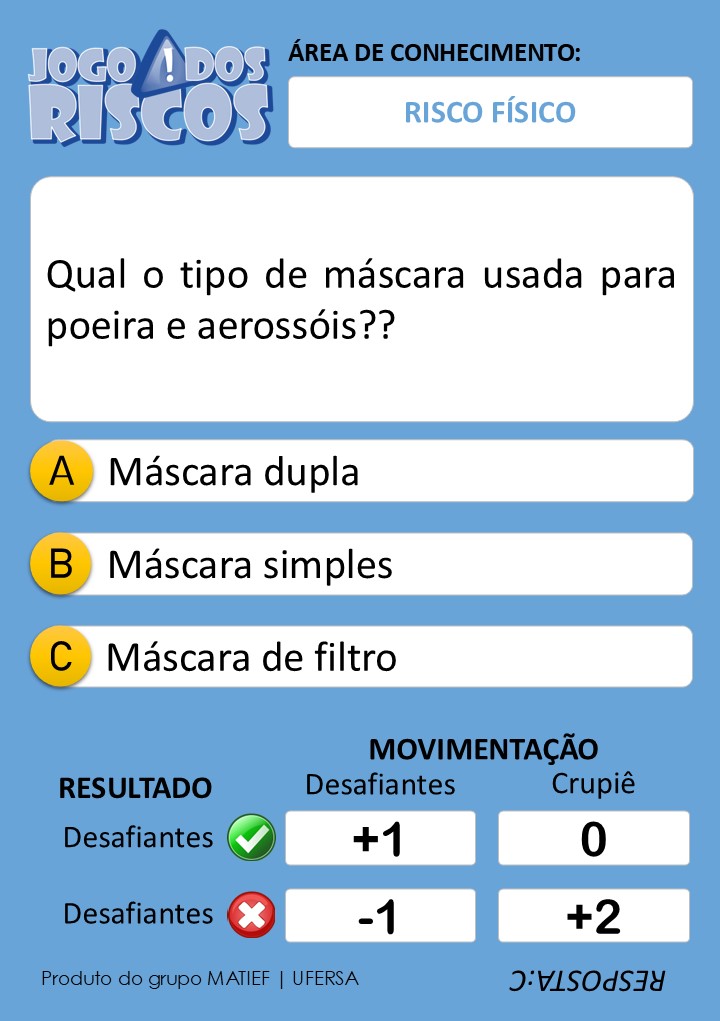 JOGO ! DOS
RISCOS
ÁREA DE CONHECIMENTO:
RISCO FÍSICO
Qual o tipo de máscara usada para
poeira e aerossóis??
A Máscara dupla
B Máscara simples
C Máscara de filtro
MOVIMENTAÇÃO
RESULTADO Desafiantes Crupiê
Desafiantes +1 0
Desafiantes -1 +2
Produto do grupo MATIEF | UFERSA
RESPOSTA:C